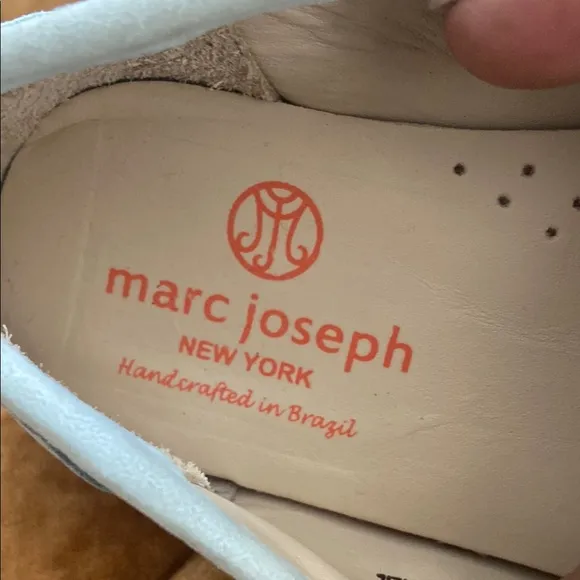 marc joseph
NEW YORK
Handcrafted in Brazil